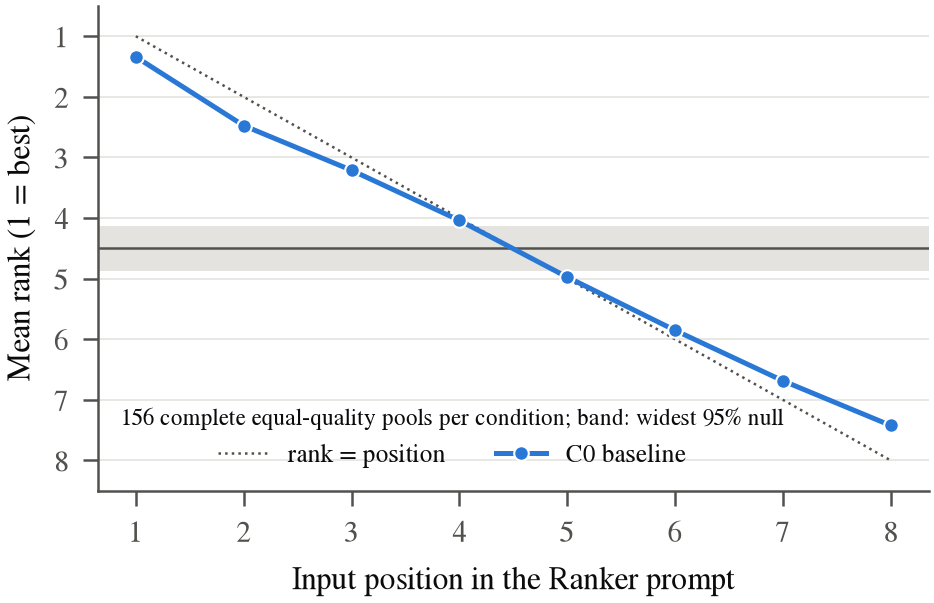 Mean rank (1 = best)
1
2
3
4
5
6
7
8
156 complete equal-quality pools per condition; band: widest 95% null
rank = position
C0 baseline
1 2 3 4 5 6 7 8
Input position in the Ranker prompt